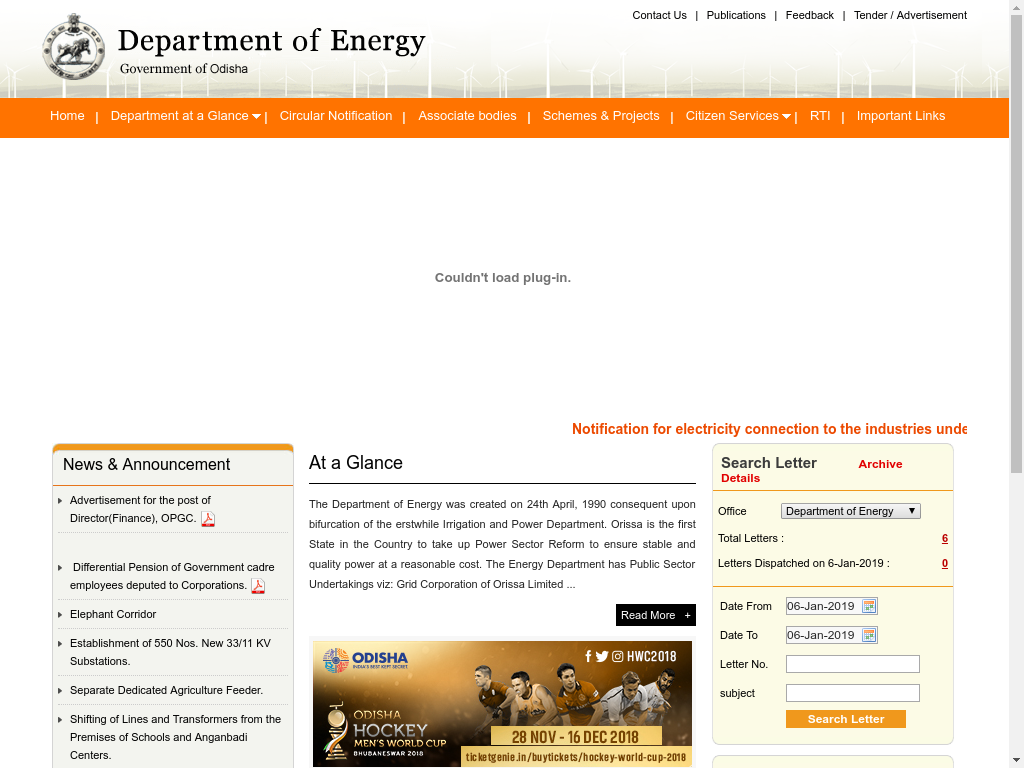 Contact Us | Publications | Feedback | Tender / Advertisement
Department of Energy
Government of Odisha
Home | Department at a Glance | Circular Notification | Associate bodies | Schemes & Projects | Citizen Services | RTI | Important Links
Couldn't load plug-in.
Notification for electricity connection to the industries unde
News & Announcement
Advertisement for the post of
Director(Finance), OPGC.
Differential Pension of Government cadre
employees deputed to Corporations.
Elephant Corridor
Establishment of 550 Nos. New 33/11 KV
Substations.
Separate Dedicated Agriculture Feeder.
Shifting of Lines and Transformers from the
Premises of Schools and Anganbadi
Centers.
At a Glance
The Department of Energy was created on 24th April, 1990 consequent upon
bifurcation of the erstwhile Irrigation and Power Department. Orissa is the first
State in the Country to take up Power Sector Reform to ensure stable and
quality power at a reasonable cost. The Energy Department has Public Sector
Undertakings viz: Grid Corporation of Orissa Limited ...
Read More +
ODISHA
INDIA'S BEST KEPT SECRET
HWC2018
ODISHA
HOCKEY
MEN'S WORLD CUP
BHUBANESWAR 2018
28 NOV - 16 DEC 2018
ticketgenie.in/buytickets/hockey-world-cup-2018
Search Letter Archive
Details
Office Department of Energy
Total Letters : 6
Letters Dispatched on 6-Jan-2019 : 0
Date From 06-Jan-2019
Date To 06-Jan-2019
Letter No.
subject
Search Letter